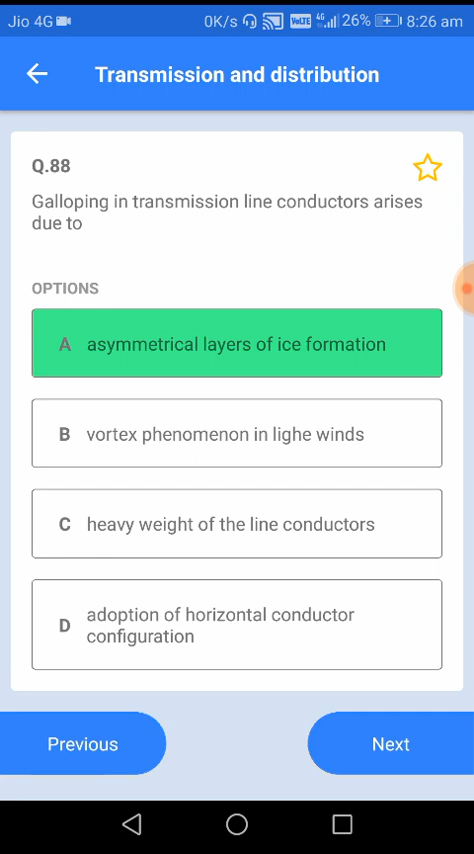 Jio 4G 0K/s VoLTE 4G 26% 8:26 am
Transmission and distribution
Q.88
Galloping in transmission line conductors arises
due to
OPTIONS
A asymmetrical layers of ice formation
B vortex phenomenon in lighe winds
C heavy weight of the line conductors
D adoption of horizontal conductor
configuration
Previous Next